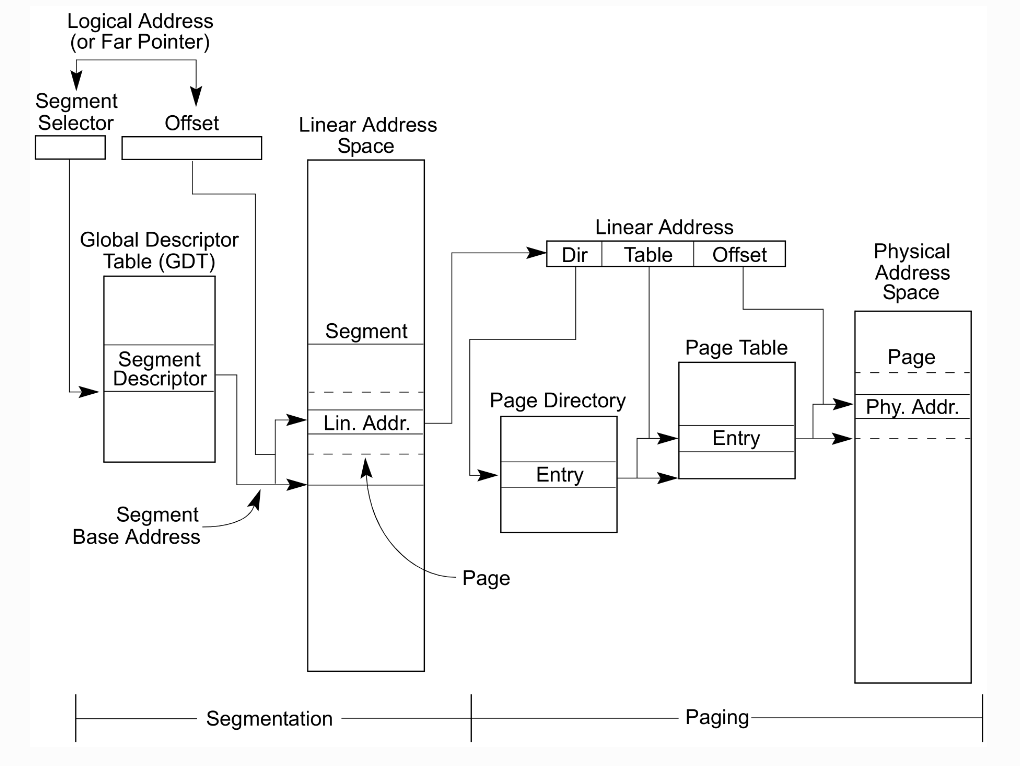 Logical Address
(or Far Pointer)
Segment
Selector
Offset
Linear Address
Space
Global Descriptor
Table (GDT)
Segment
Descriptor
Segment
Lin. Addr.
Segment
Base Address
Page
Linear Address
Dir
Table
Offset
Physical
Address
Space
Page Table
Page
Page Directory
Phy. Addr.
Entry
Entry
Segmentation
Paging